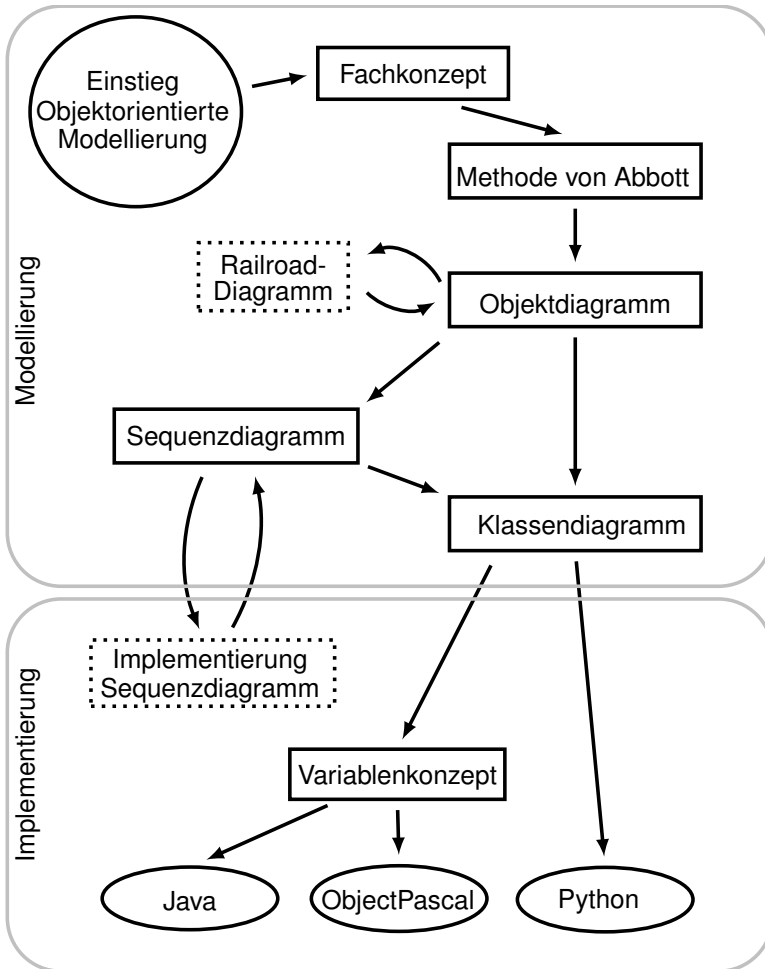 Einstieg
Objektorientierte
Modellierung
Fachkonzept
Methode von Abbott
Railroad-
Diagramm
Objektdiagramm
Modellierung
Sequenzdiagramm
Klassendiagramm
Implementierung
Sequenzdiagramm
Implementierung
Variablenkonzept
Java
ObjectPascal
Python